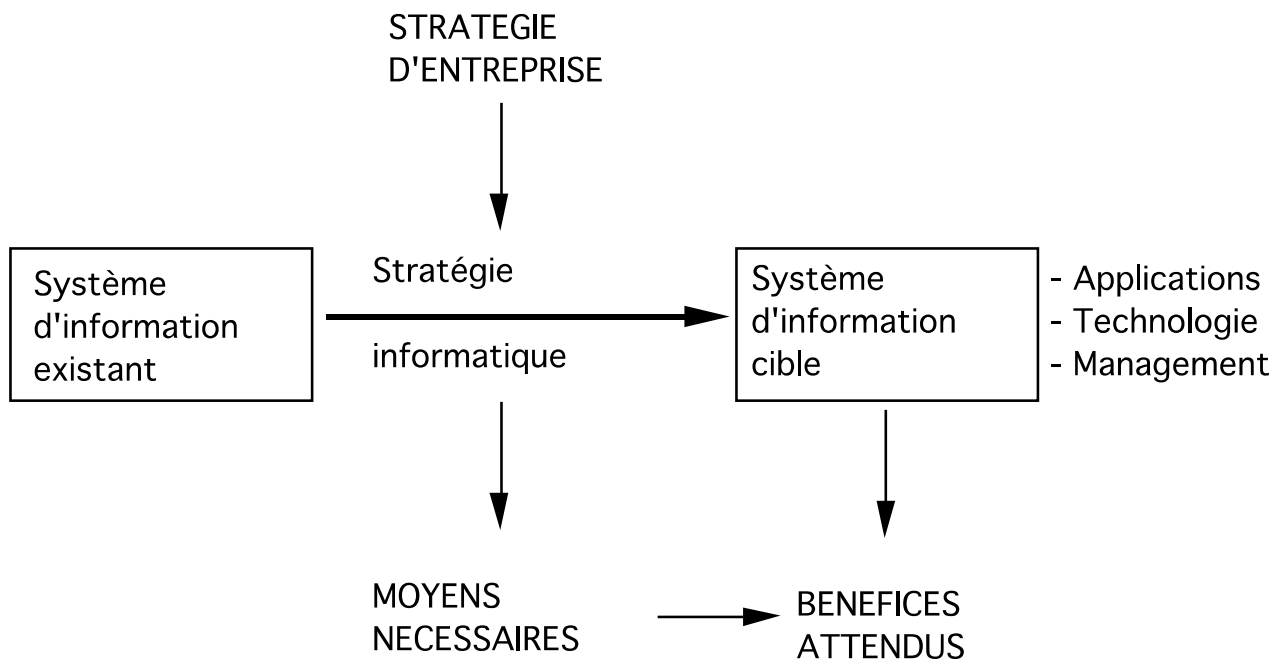 STRATEGIE
D'ENTREPRISE
Système
d'information
existant
Stratégie
informatique
Système
d'information
cible
- Applications
- Technologie
- Management
MOYENS
NECESSAIRES
BENEFICES
ATTENDUS